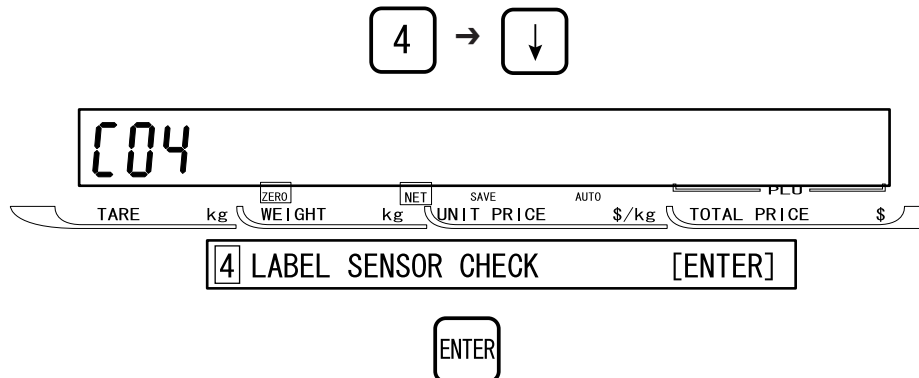 4 → ↓
C04
ZERO NET SAVE AUTO PLU
TARE kg WEIGHT kg UNIT PRICE $/kg TOTAL PRICE $
4 LABEL SENSOR CHECK [ENTER]
ENTER